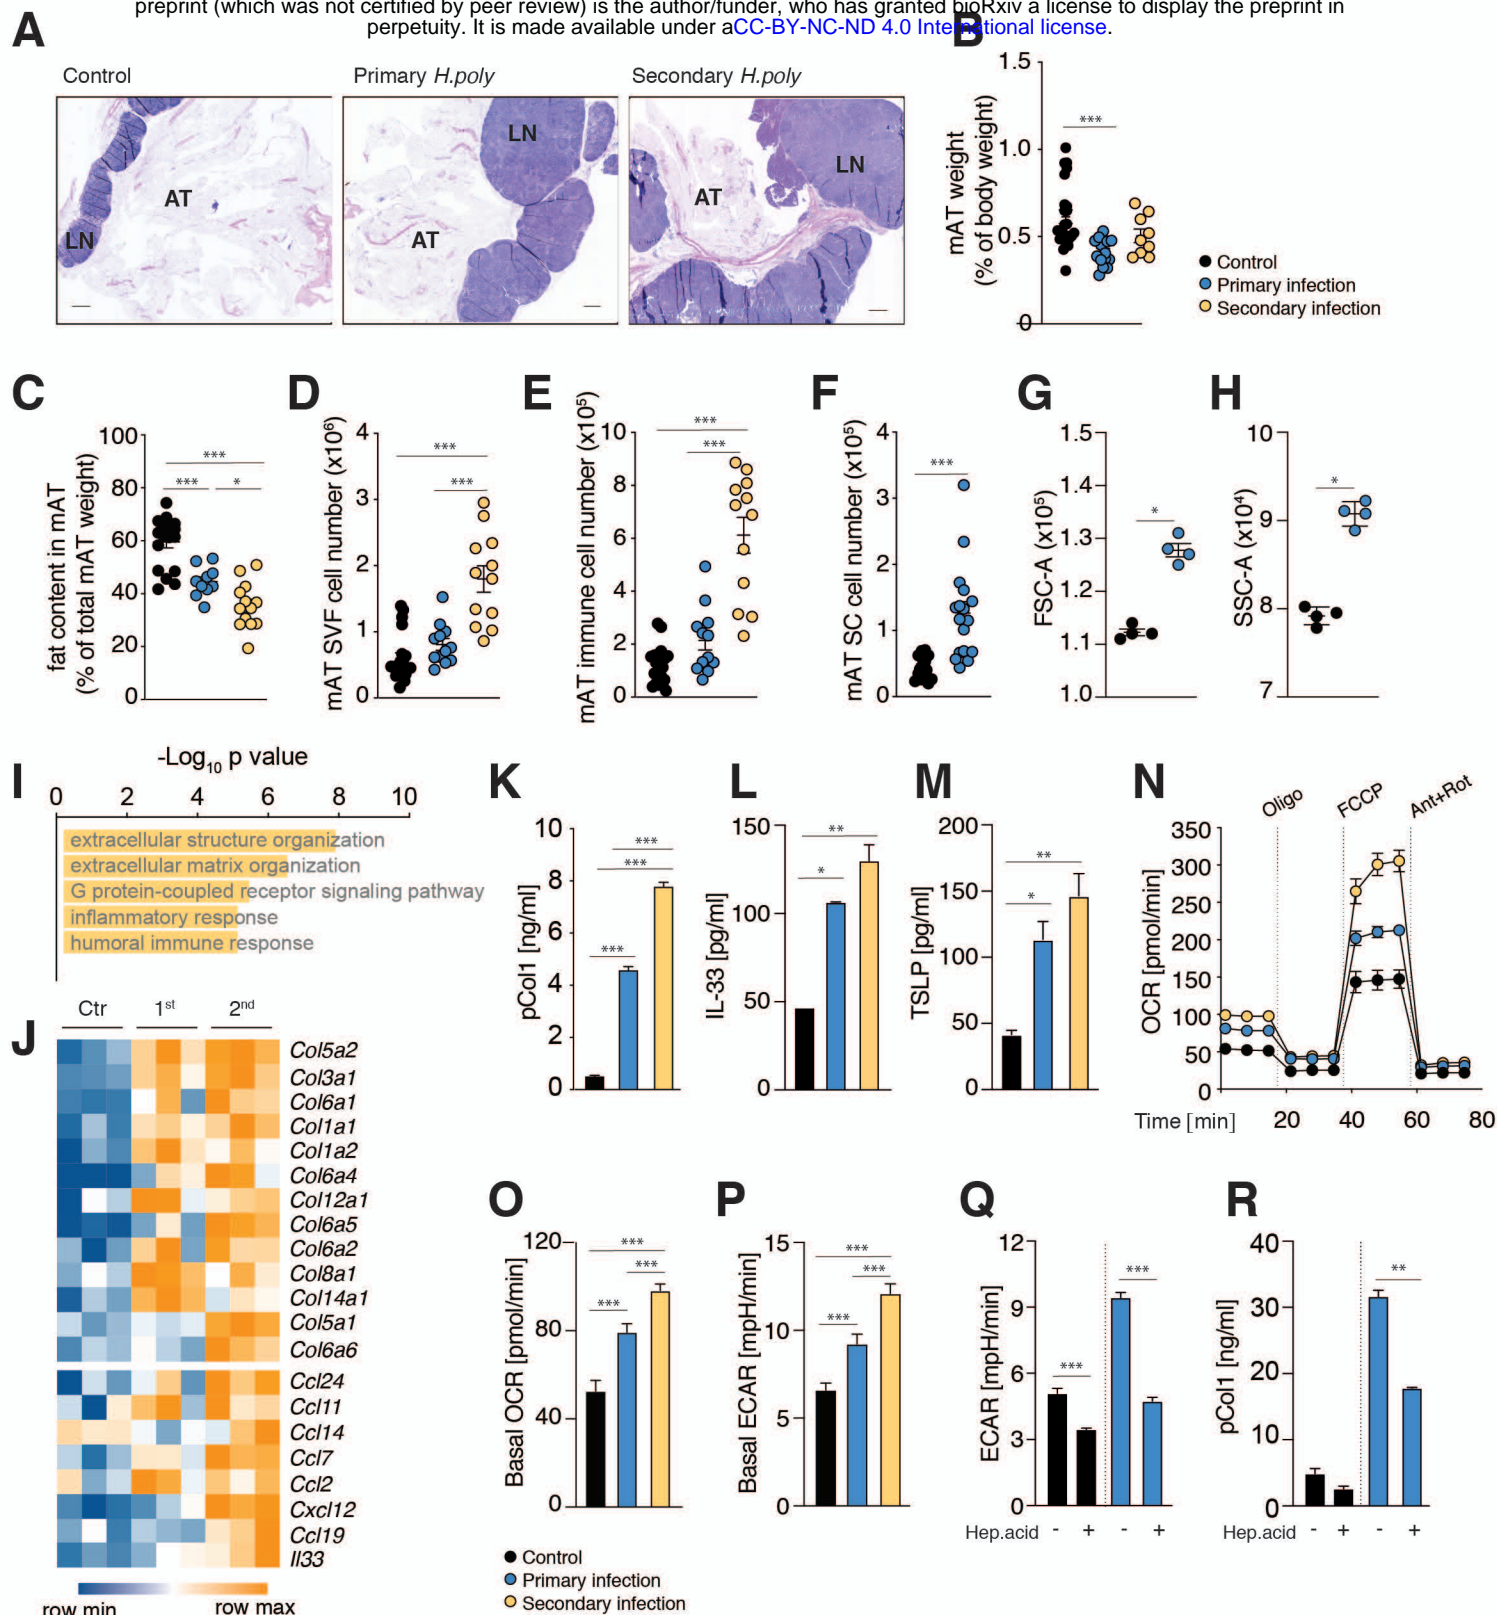 preprint (which was not certified by peer review) is the author/funder, who has granted bioRxiv a license to display the preprint in
perpetuity. It is made available under aCC-BY-NC-ND 4.0 International license.
A
Control
Primary H.poly
Secondary H.poly
LN
AT
LN
AT
LN
AT
B
mAT weight
(% of body weight)
1.5
1.0
0.5
0
***
Control
Primary infection
Secondary infection
C
fat content in mAT
(% of total mAT weight)
100
80
60
40
20
0
***
***
*
D
mAT SVF cell number (x10⁶)
4
3
2
1
0
***
***
E
mAT immune cell number (x10⁵)
10
8
6
4
2
0
***
***
F
mAT SC cell number (x10⁵)
4
3
2
1
0
***
G
FSC-A (x10⁵)
1.5
1.4
1.3
1.2
1.1
1.0
*
H
SSC-A (x10⁴)
10
9
8
7
*
I
-Log₁₀ p value
0 2 4 6 8 10
extracellular structure organization
extracellular matrix organization
G protein-coupled receptor signaling pathway
inflammatory response
humoral immune response
J
Ctr 1ˢᵗ 2ⁿᵈ
Col5a2
Col3a1
Col6a1
Col1a1
Col1a2
Col6a4
Col12a1
Col6a5
Col6a2
Col8a1
Col14a1
Col5a1
Col6a6
Ccl24
Ccl11
Ccl14
Ccl7
Ccl2
Cxcl12
Ccl19
Il33
row min
row max
K
pCol1 [ng/ml]
10
8
6
4
2
0
***
***
***
L
IL-33 [pg/ml]
150
100
50
0
**
*
M
TSLP [pg/ml]
200
150
100
50
0
**
*
N
Oligo
FCCP
Ant+Rot
OCR [pmol/min]
350
300
250
200
150
100
50
0
Time [min] 20 40 60 80
O
Basal OCR [pmol/min]
120
80
40
0
***
***
***
P
Basal ECAR [mpH/min]
15
10
5
0
***
***
***
Q
ECAR [mpH/min]
12
9
6
3
0
***
***
Hep.acid - + - +
R
pCol1 [ng/ml]
40
30
20
10
0
**
Hep.acid - + - +
Control
Primary infection
Secondary infection